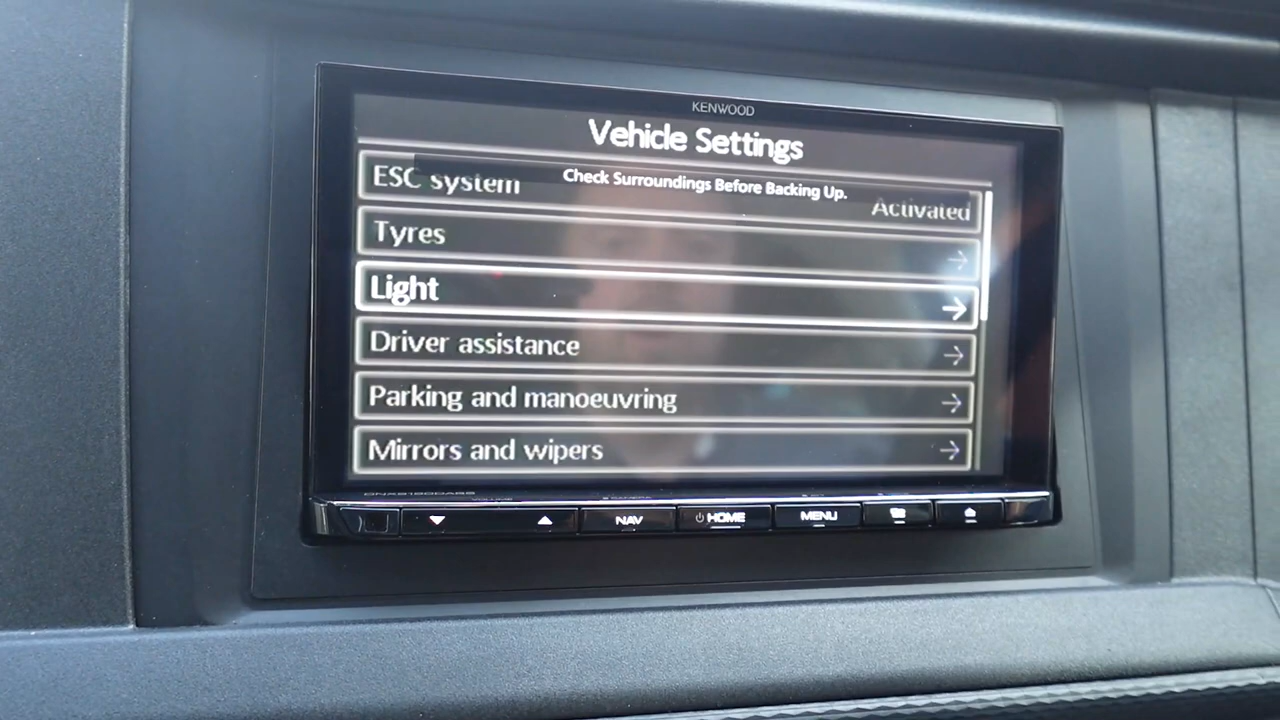 KENWOOD
Vehicle Settings
Check Surroundings Before Backing Up.
ESC system
Activated
Tyres
Light
Driver assistance
Parking and manoeuvring
Mirrors and wipers
NAV
HOME
MENU